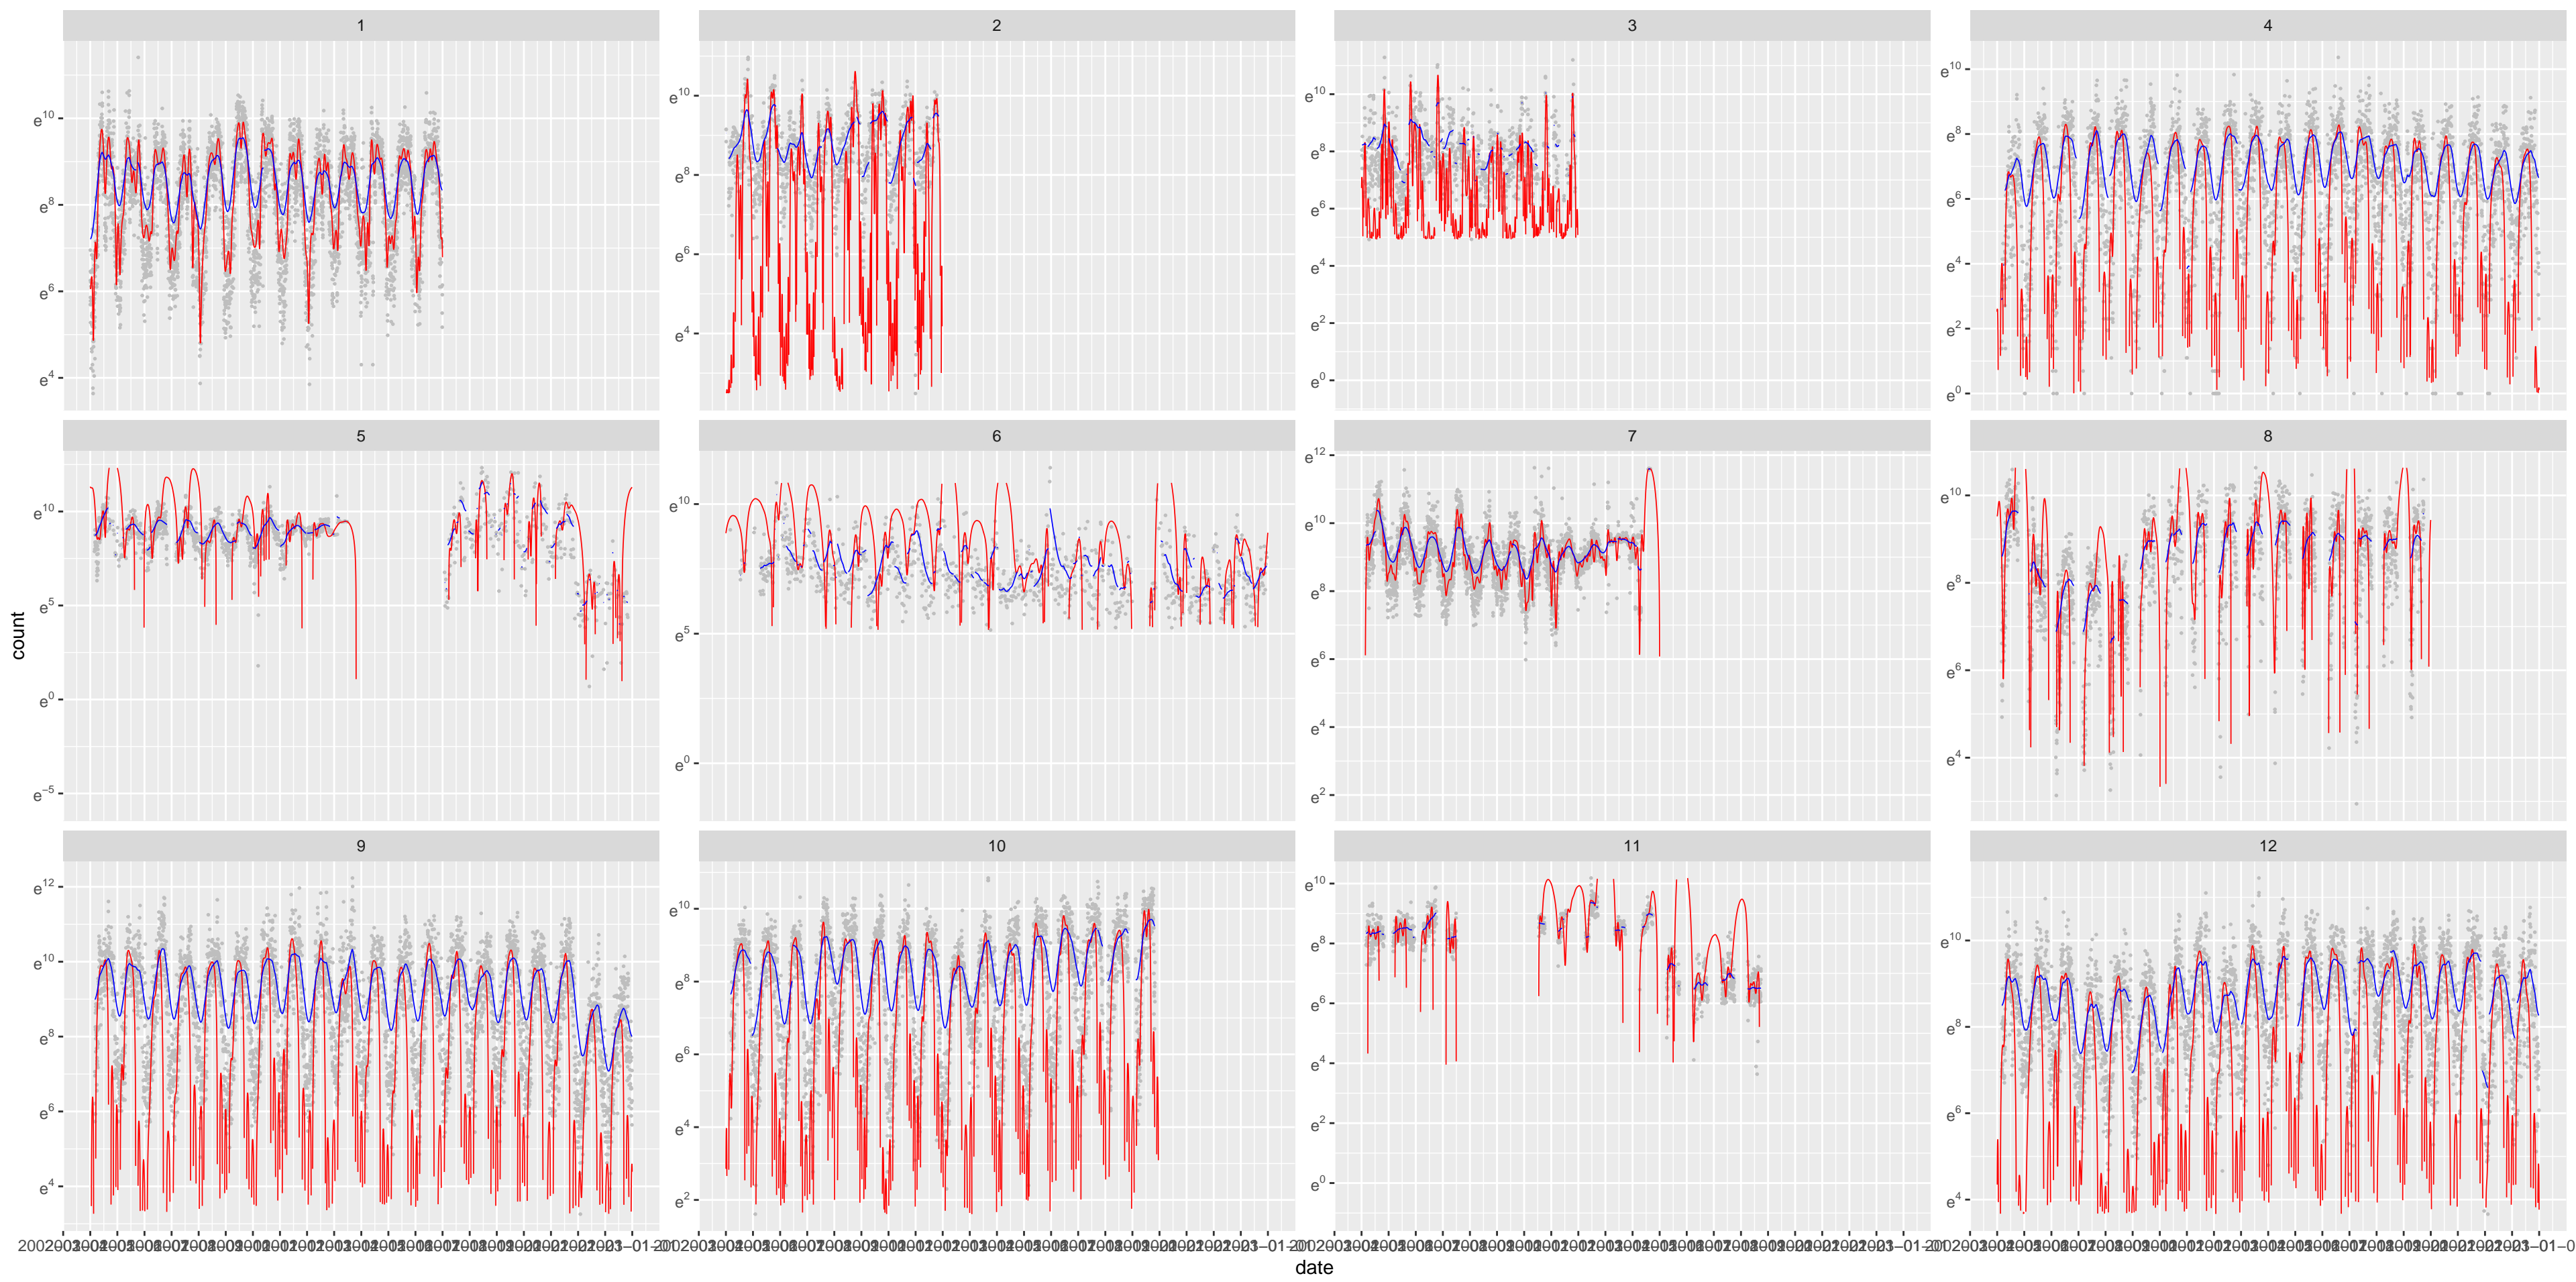 1 2 3 4
e10 e10 e10 e10
e8 e8 e8 e8
e6 e6 e6 e6
e4 e4 e4 e4
e2 e2
e0 e0
5 6 7 8
e10 e10 e12 e10
e5 e5 e10 e8
e0 e0 e8 e6
e−5 e6 e4
e4
e2
count
9 10 11 12
e12 e10 e10 e10
e10 e8 e8 e8
e8 e6 e6 e6
e6 e4 e4 e4
e4 e2 e2
e0
date